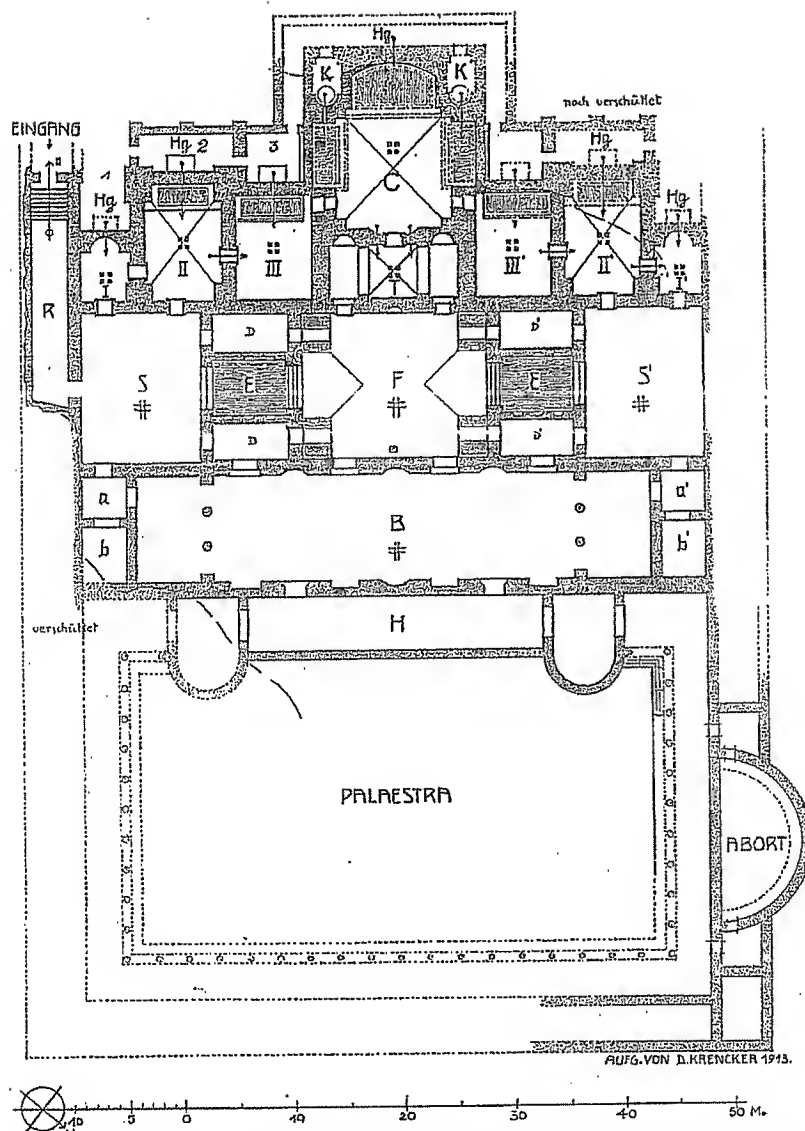 Hg
K K
noch verschüttet
EINGANG
Hg 2 3 Hg
1
C
Hg Hg
II III III' II'
I I I'
R
D D'
S E F E S'
D D'
a B a'
b b'
verschüttet
H
PALAESTRA
ABORT
AUFG. VON D. KRENCKER 1913.
10 5 0 10 20 30 40 50 M.